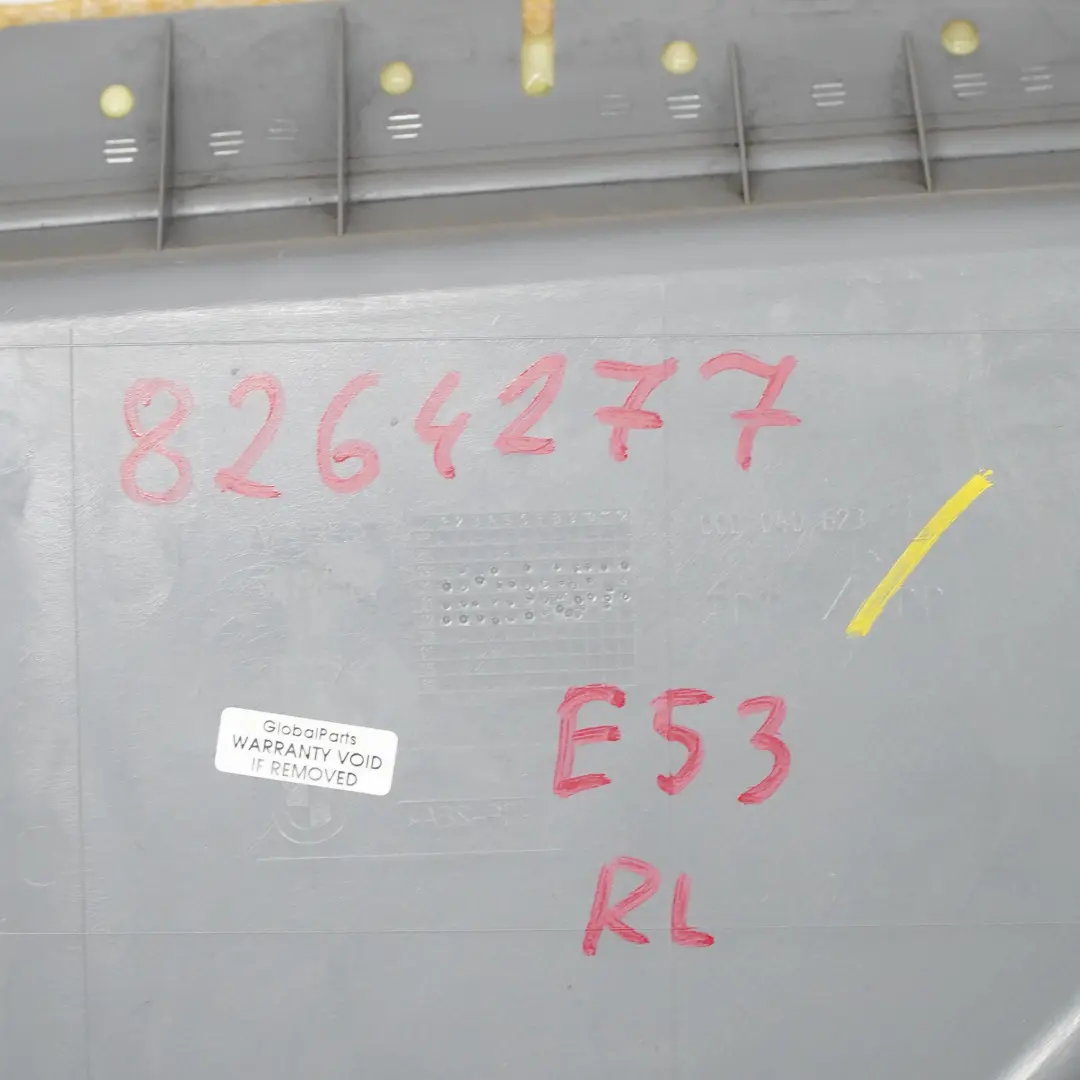 8264277
GlobalParts
WARRANTY VOID
IF REMOVED
E53
RL